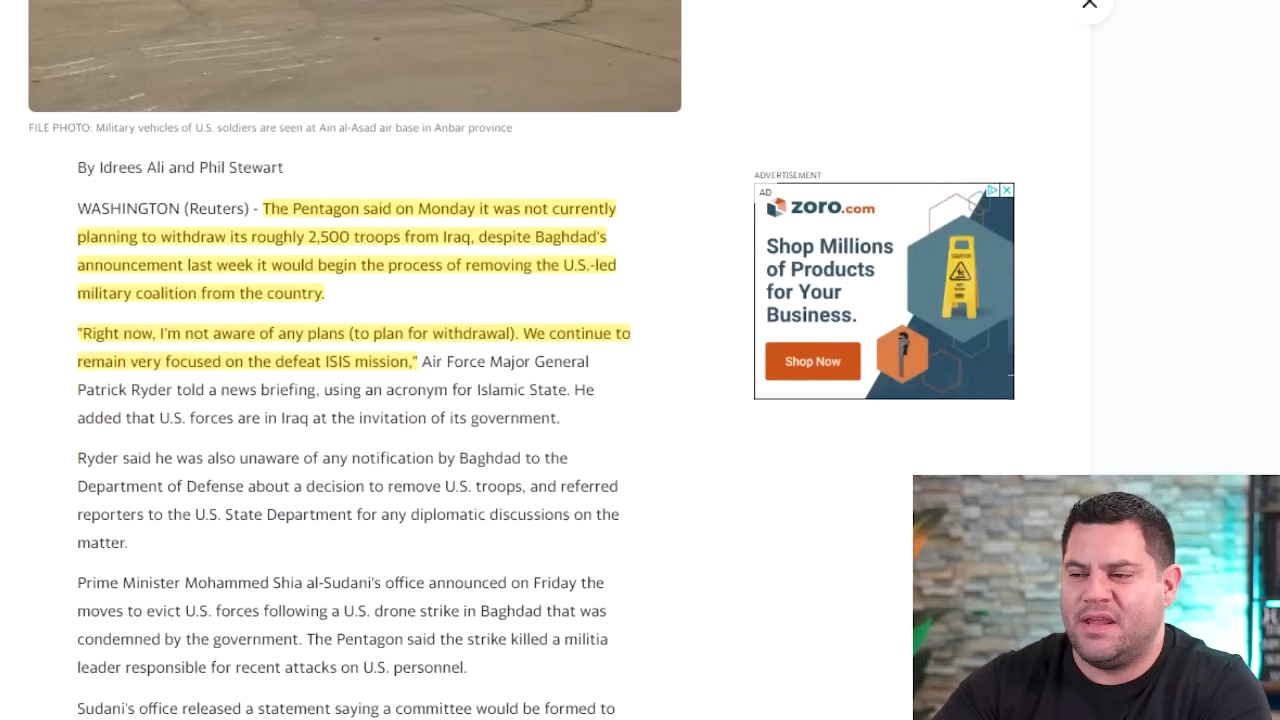 FILE PHOTO: Military vehicles of U.S. soldiers are seen at Ain al-Asad air base in Anbar province
By Idrees Ali and Phil Stewart
WASHINGTON (Reuters) - The Pentagon said on Monday it was not currently
planning to withdraw its roughly 2,500 troops from Iraq, despite Baghdad's
announcement last week it would begin the process of removing the U.S.-led
military coalition from the country.
"Right now, I'm not aware of any plans (to plan for withdrawal). We continue to
remain very focused on the defeat ISIS mission," Air Force Major General
Patrick Ryder told a news briefing, using an acronym for Islamic State. He
added that U.S. forces are in Iraq at the invitation of its government.
Ryder said he was also unaware of any notification by Baghdad to the
Department of Defense about a decision to remove U.S. troops, and referred
reporters to the U.S. State Department for any diplomatic discussions on the
matter.
Prime Minister Mohammed Shia al-Sudani's office announced on Friday the
moves to evict U.S. forces following a U.S. drone strike in Baghdad that was
condemned by the government. The Pentagon said the strike killed a militia
leader responsible for recent attacks on U.S. personnel.
Sudani's office released a statement saying a committee would be formed to
ADVERTISEMENT
AD
zoro.com
Shop Millions
of Products
for Your
Business.
Shop Now
CAUTION